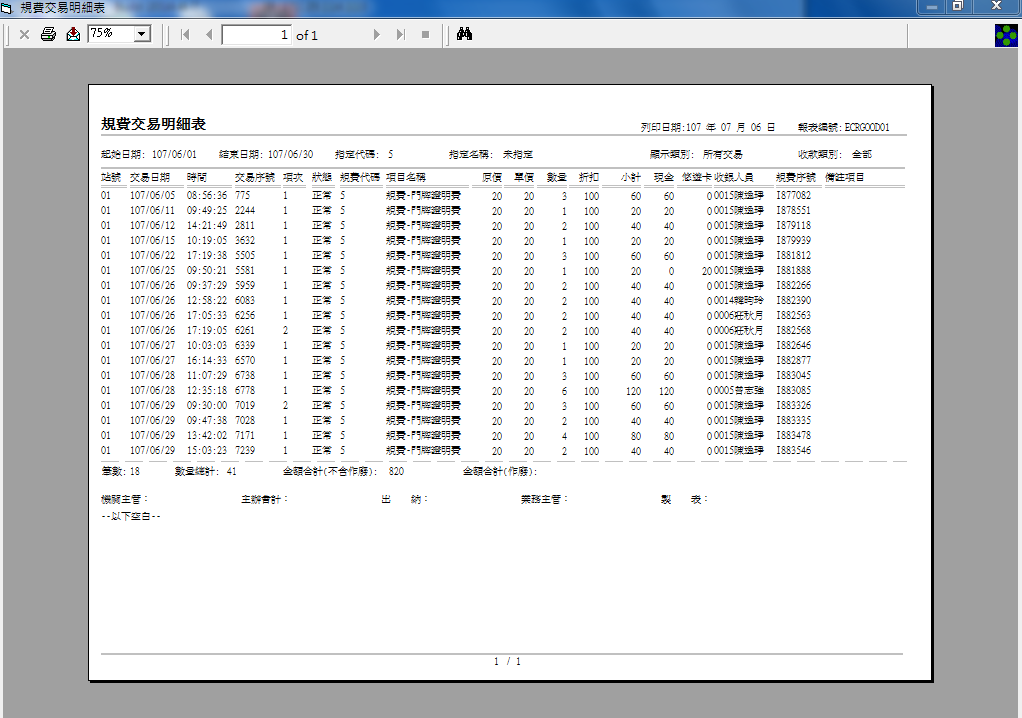 規費交易明細表
75% 1 of 1
規費交易明細表
列印日期:107 年 07 月 06 日 報表編號:ECRG00D01
起始日期: 107/06/01 結束日期: 107/06/30 指定代碼: 5 指定名稱: 未指定 顯示類別: 所有交易 收款類別: 全部
站號 交易日期 時間 交易序號 項次 狀態 規費代碼 項目名稱 原價 單價 數量 折扣 小計 現金 悠遊卡 收銀人員 規費序號 備註項目
01 107/06/05 08:56:36 775 1 正常 5 規費-門牌證明費 20 20 3 100 60 60 0 0015陳逸琤 I877082
01 107/06/11 09:49:25 2244 1 正常 5 規費-門牌證明費 20 20 1 100 20 20 0 0015陳逸琤 I878551
01 107/06/12 14:21:49 2811 1 正常 5 規費-門牌證明費 20 20 2 100 40 40 0 0015陳逸琤 I879118
01 107/06/15 10:19:05 3632 1 正常 5 規費-門牌證明費 20 20 1 100 20 20 0 0015陳逸琤 I879939
01 107/06/22 17:19:38 5505 1 正常 5 規費-門牌證明費 20 20 3 100 60 60 0 0015陳逸琤 I881812
01 107/06/25 09:50:21 5581 1 正常 5 規費-門牌證明費 20 20 1 100 20 0 20 0015陳逸琤 I881888
01 107/06/26 09:37:29 5959 1 正常 5 規費-門牌證明費 20 20 2 100 40 40 0 0015陳逸琤 I882266
01 107/06/26 12:58:22 6083 1 正常 5 規費-門牌證明費 20 20 2 100 40 40 0 0014韓昀玲 I882390
01 107/06/26 17:05:33 6256 1 正常 5 規費-門牌證明費 20 20 2 100 40 40 0 0006莊秋月 I882563
01 107/06/26 17:19:05 6261 2 正常 5 規費-門牌證明費 20 20 2 100 40 40 0 0006莊秋月 I882568
01 107/06/27 10:03:03 6339 1 正常 5 規費-門牌證明費 20 20 1 100 20 20 0 0015陳逸琤 I882646
01 107/06/27 16:14:33 6570 1 正常 5 規費-門牌證明費 20 20 1 100 20 20 0 0015陳逸琤 I882877
01 107/06/28 11:07:29 6738 1 正常 5 規費-門牌證明費 20 20 3 100 60 60 0 0015陳逸琤 I883045
01 107/06/28 12:35:18 6778 1 正常 5 規費-門牌證明費 20 20 6 100 120 120 0 0005曾志強 I883085
01 107/06/29 09:30:00 7019 2 正常 5 規費-門牌證明費 20 20 3 100 60 60 0 0015陳逸琤 I883326
01 107/06/29 09:47:38 7028 1 正常 5 規費-門牌證明費 20 20 2 100 40 40 0 0015陳逸琤 I883335
01 107/06/29 13:42:02 7171 1 正常 5 規費-門牌證明費 20 20 4 100 80 80 0 0015陳逸琤 I883478
01 107/06/29 15:03:23 7239 1 正常 5 規費-門牌證明費 20 20 2 100 40 40 0 0015陳逸琤 I883546
筆數: 18 數量總計: 41 金額合計(不含作廢): 820 金額合計(作廢):
機關主管： 主辦會計： 出 納： 業務主管： 製 表：
--以下空白--
1 / 1